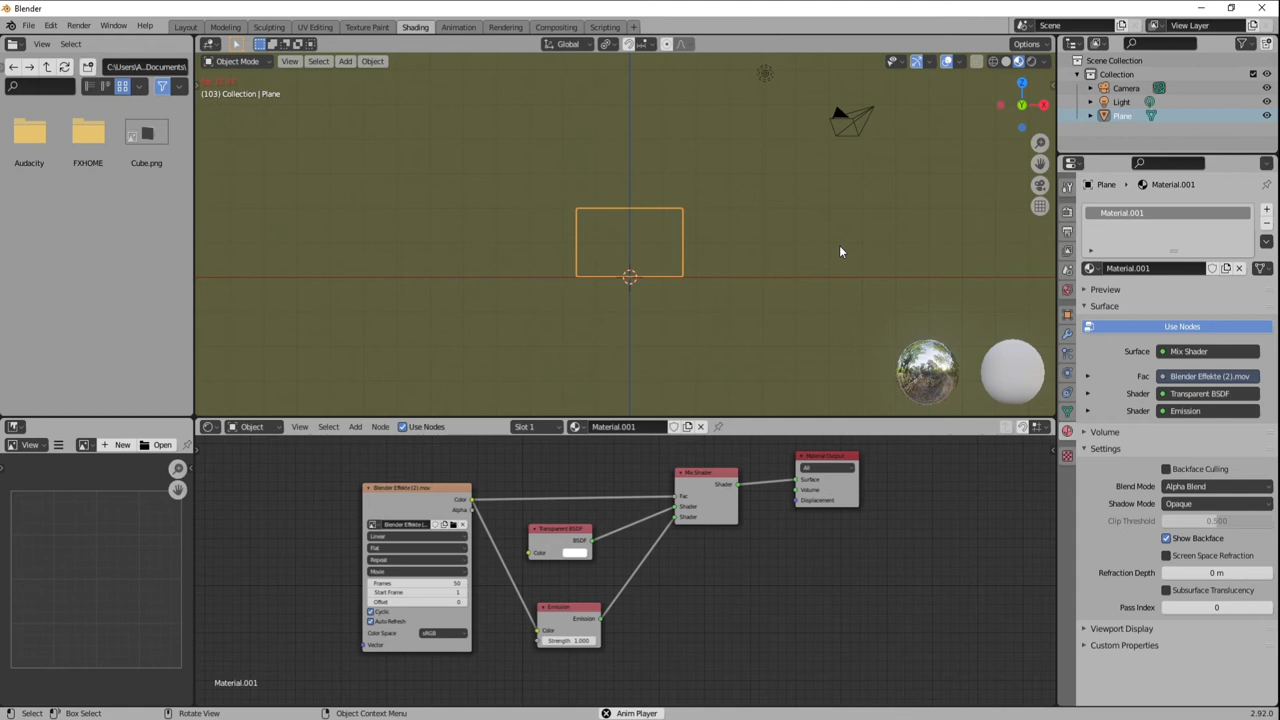 Blender
File Edit Render Window Help
Layout Modeling Sculpting UV Editing Texture Paint Shading Animation Rendering Compositing Scripting +
Scene View Layer
View Select
Global
Options
C:\Users\A...Documents\
Object Mode View Select Add Object
(103) Collection | Plane
Audacity FXHOME Cube.png
Z
X
Y
Scene Collection
Collection
Camera
Light
Plane
Plane Material.001
Material.001
Material.001
Preview
Surface
Use Nodes
Surface Mix Shader
Fac Blender Effekte (2).mov
Shader Transparent BSDF
Shader Emission
Volume
Settings
Backface Culling
Blend Mode Alpha Blend
Shadow Mode Opaque
Clip Threshold 0.500
Show Backface
Screen Space Refraction
Refraction Depth 0 m
Subsurface Translucency
Pass Index 0
Viewport Display
Custom Properties
View New Open
Object View Select Add Node Use Nodes Slot 1 Material.001
Blender Effekte (2).mov
Color
Alpha
Blender Effekte (...
Linear
Flat
Repeat
Movie
Frames 50
Start Frame 1
Offset 0
Cyclic
Auto Refresh
Color Space sRGB
Vector
Transparent BSDF
BSDF
Color
Emission
Emission
Color
Strength 1.000
Mix Shader
Shader
Fac
Shader
Shader
Material Output
All
Surface
Volume
Displacement
Material.001
Select Box Select Rotate View Object Context Menu Anim Player 2.92.0